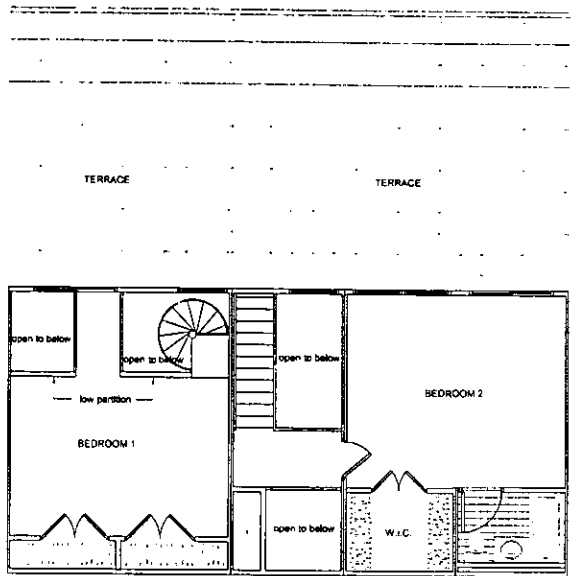 TERRACE
TERRACE
open to below
open to below
open to below
low partition
BEDROOM 2
BEDROOM 1
open to below
W.I.C.